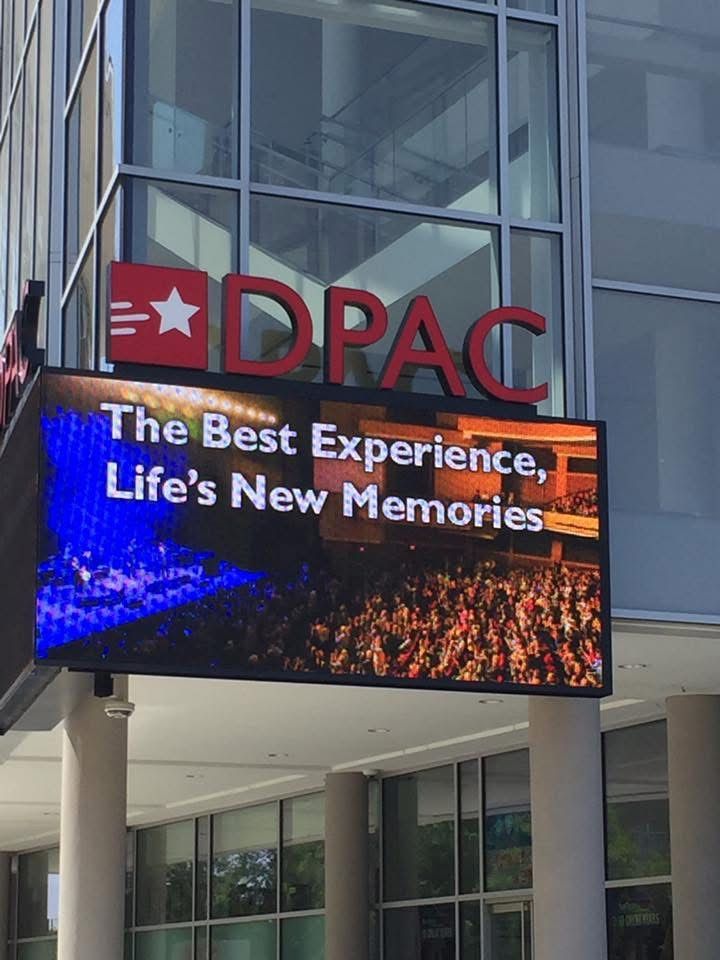 DPAC
The Best Experience,
Life's New Memories